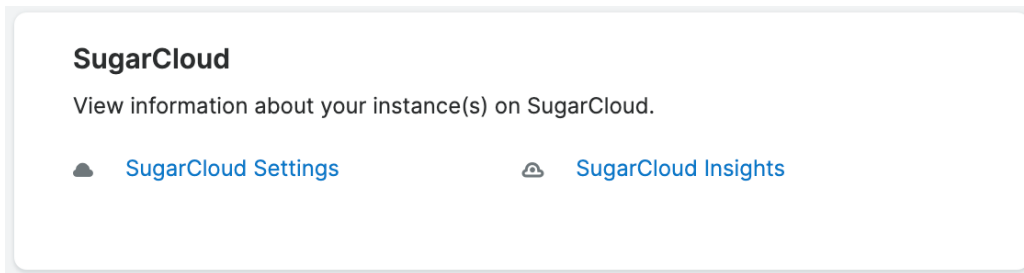 SugarCloud
View information about your instance(s) on SugarCloud.
SugarCloud Settings
SugarCloud Insights